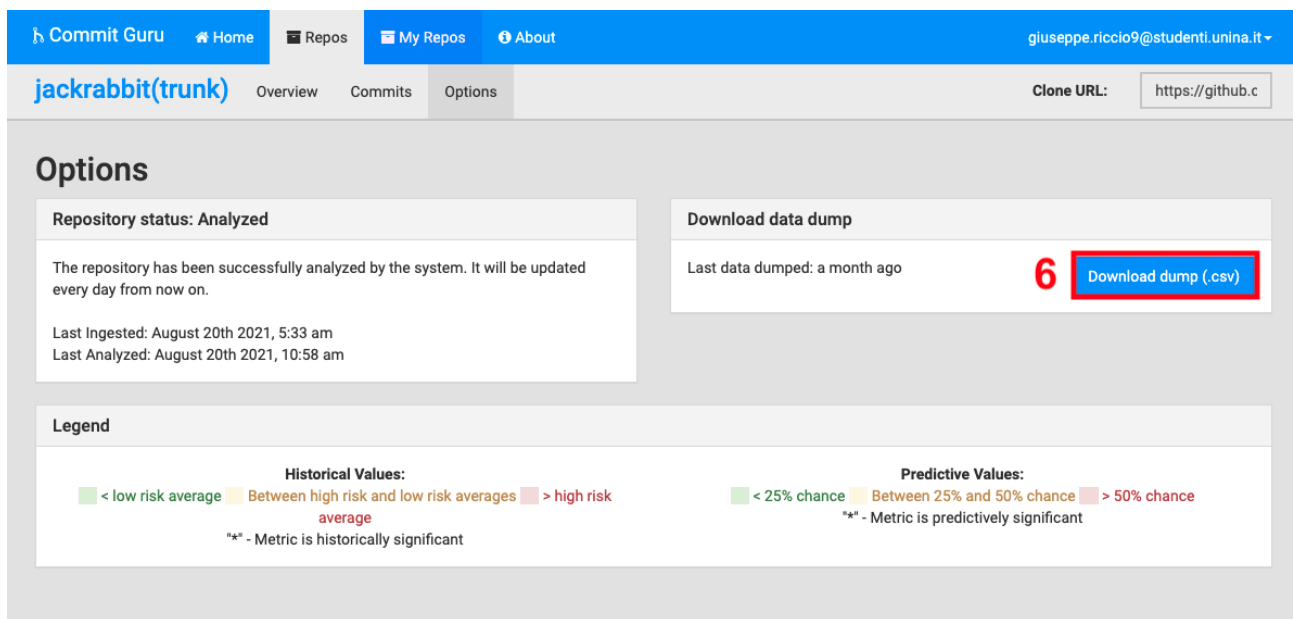 Commit Guru Home Repos My Repos About giuseppe.riccio9@studenti.unina.it
jackrabbit(trunk) Overview Commits Options Clone URL: https://github.c
Options
Repository status: Analyzed
The repository has been successfully analyzed by the system. It will be updated
every day from now on.
Last Ingested: August 20th 2021, 5:33 am
Last Analyzed: August 20th 2021, 10:58 am
Download data dump
Last data dumped: a month ago 6 Download dump (.csv)
Legend
Historical Values:
< low risk average Between high risk and low risk averages > high risk
average
"*" - Metric is historically significant
Predictive Values:
< 25% chance Between 25% and 50% chance > 50% chance
"*" - Metric is predictively significant